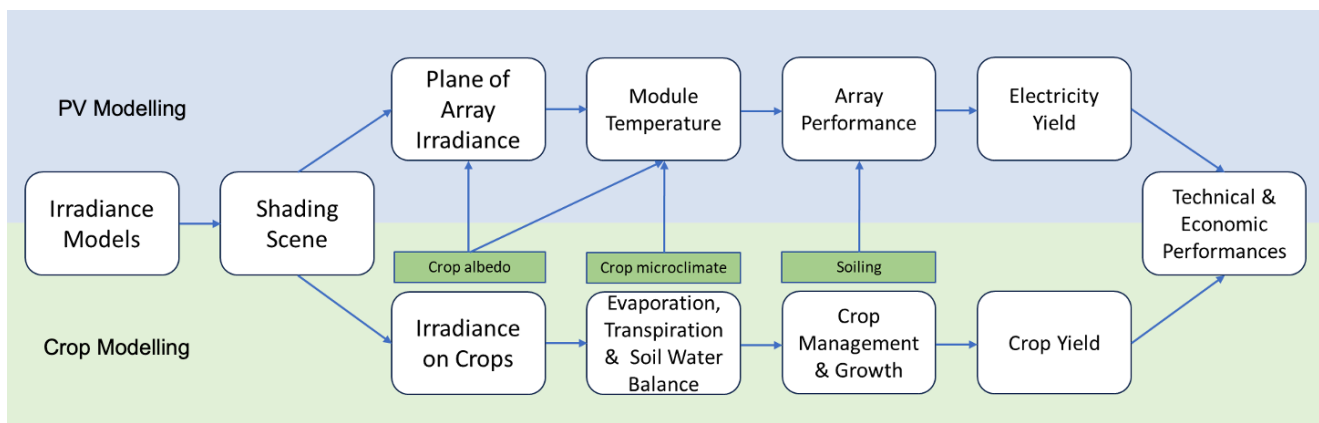 PV Modelling
Plane of
Array
Irradiance
Module
Temperature
Array
Performance
Electricity
Yield
Irradiance
Models
Shading
Scene
Technical &
Economic
Performances
Crop albedo
Crop microclimate
Soiling
Crop Modelling
Irradiance
on Crops
Evaporation,
Transpiration
& Soil Water
Balance
Crop
Management
& Growth
Crop Yield